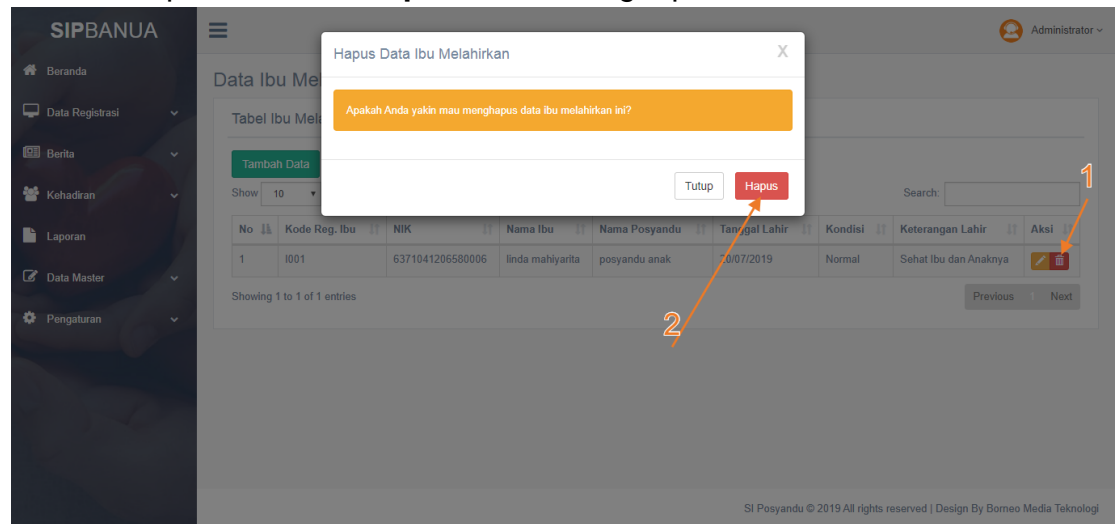 SIPBANUA
Administrator
Hapus Data Ibu Melahirkan X
Beranda
Data Ibu Mel
Data Registrasi
Apakah Anda yakin mau menghapus data ibu melahirkan ini?
Tabel Ibu Mela
Berita
Tambah Data
1
Kehadiran
Show 10
Tutup Hapus
Search:
Laporan
No Kode Reg. Ibu NIK Nama Ibu Nama Posyandu Tanggal Lahir Kondisi Keterangan Lahir Aksi
1 I001 6371041206580006 linda mahiyarita posyandu anak 20/07/2019 Normal Sehat Ibu dan Anaknya
Data Master
Showing 1 to 1 of 1 entries
Previous 1 Next
Pengaturan
2
SI Posyandu © 2019 All rights reserved | Design By Borneo Media Teknologi